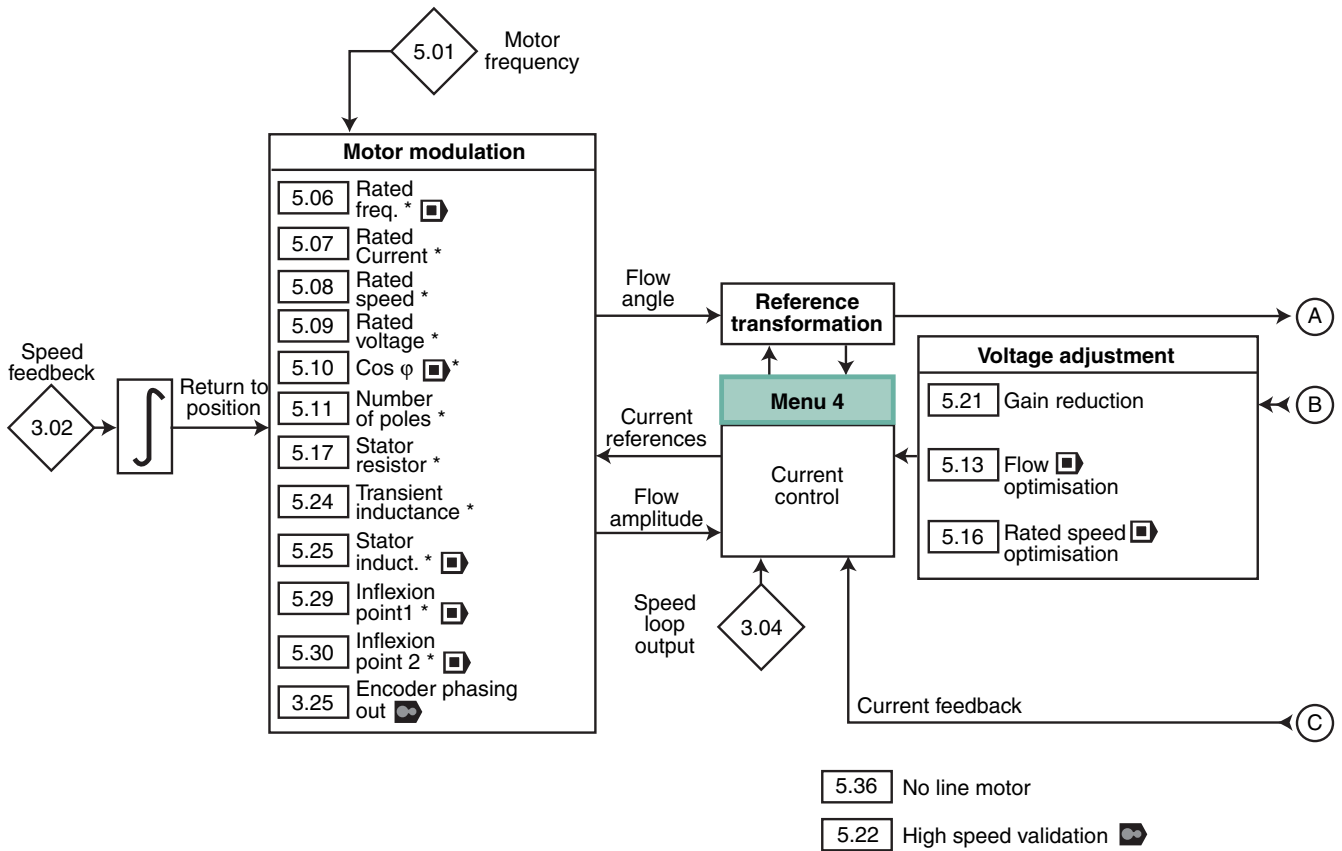 5.01
Motor
frequency
Motor modulation
5.06 Rated
freq. *
5.07 Rated
Current *
5.08 Rated
speed *
5.09 Rated
voltage *
5.10 Cos φ *
5.11 Number
of poles *
5.17 Stator
resistor *
5.24 Transient
inductance *
5.25 Stator
induct. *
5.29 Inflexion
point1 *
5.30 Inflexion
point 2 *
3.25 Encoder phasing
out
Speed
feedbeck
3.02
∫
Return to
position
Flow
angle
Reference
transformation
A
Menu 4
Current
references
Current
control
Flow
amplitude
Voltage adjustment
5.21 Gain reduction
5.13 Flow
optimisation
5.16 Rated speed
optimisation
B
Speed
loop
output
3.04
Current feedback
C
5.36 No line motor
5.22 High speed validation